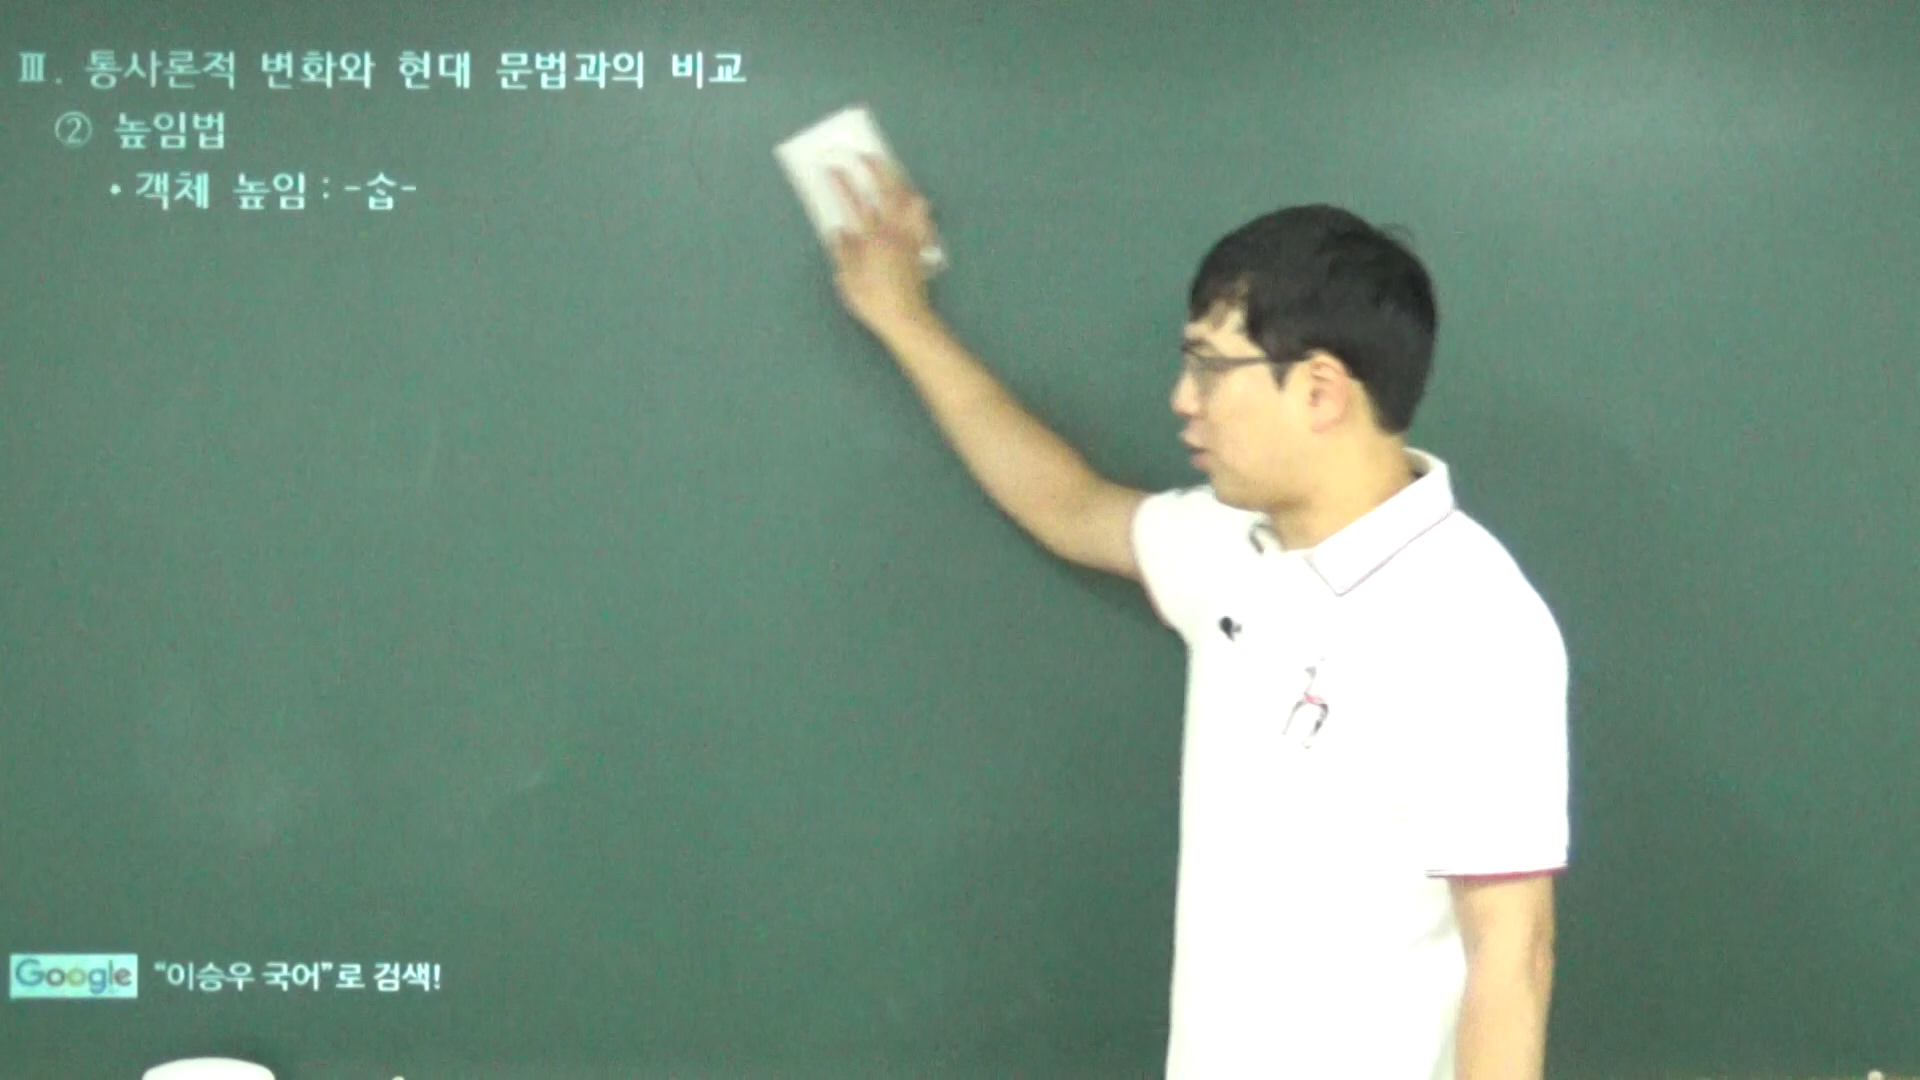 Ⅲ. 통사론적 변화와 현대 문법과의 비교
② 높임법
• 객체 높임 : -ᄉᆞᆸ-
Google “이승우 국어”로 검색!